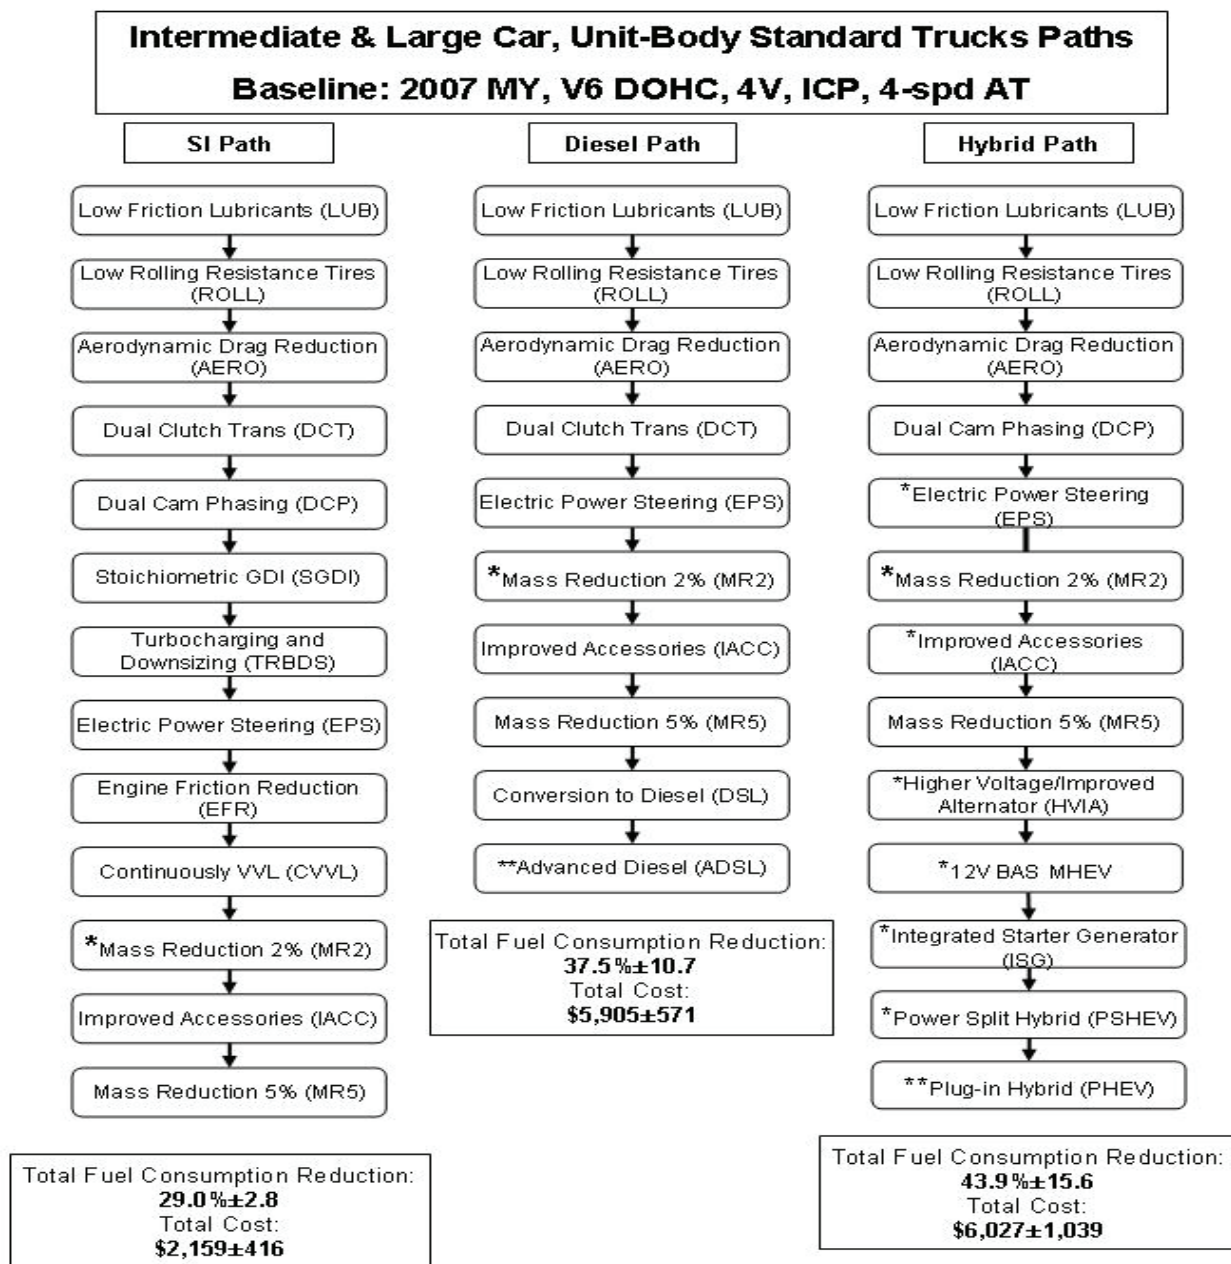 Intermediate & Large Car, Unit-Body Standard Trucks Paths
Baseline: 2007 MY, V6 DOHC, 4V, ICP, 4-spd AT
SI Path
Low Friction Lubricants (LUB)
Low Rolling Resistance Tires
(ROLL)
Aerodynamic Drag Reduction
(AERO)
Dual Clutch Trans (DCT)
Dual Cam Phasing (DCP)
Stoichiometric GDI (SGDI)
Turbocharging and
Downsizing (TRBDS)
Electric Power Steering (EPS)
Engine Friction Reduction
(EFR)
Continuously VVL (CVVL)
*Mass Reduction 2% (MR2)
Improved Accessories (IACC)
Mass Reduction 5% (MR5)
Total Fuel Consumption Reduction:
29.0%±2.8
Total Cost:
$2,159±416
Diesel Path
Low Friction Lubricants (LUB)
Low Rolling Resistance Tires
(ROLL)
Aerodynamic Drag Reduction
(AERO)
Dual Clutch Trans (DCT)
Electric Power Steering (EPS)
*Mass Reduction 2% (MR2)
Improved Accessories (IACC)
Mass Reduction 5% (MR5)
Conversion to Diesel (DSL)
**Advanced Diesel (ADSL)
Total Fuel Consumption Reduction:
37.5%±10.7
Total Cost:
$5,905±571
Hybrid Path
Low Friction Lubricants (LUB)
Low Rolling Resistance Tires
(ROLL)
Aerodynamic Drag Reduction
(AERO)
Dual Cam Phasing (DCP)
*Electric Power Steering
(EPS)
*Mass Reduction 2% (MR2)
*Improved Accessories
(IACC)
Mass Reduction 5% (MR5)
*Higher Voltage/Improved
Alternator (HVIA)
*12V BAS MHEV
*Integrated Starter Generator
(ISG)
*Power Split Hybrid (PSHEV)
**Plug-in Hybrid (PHEV)
Total Fuel Consumption Reduction:
43.9%±15.6
Total Cost:
$6,027±1,039